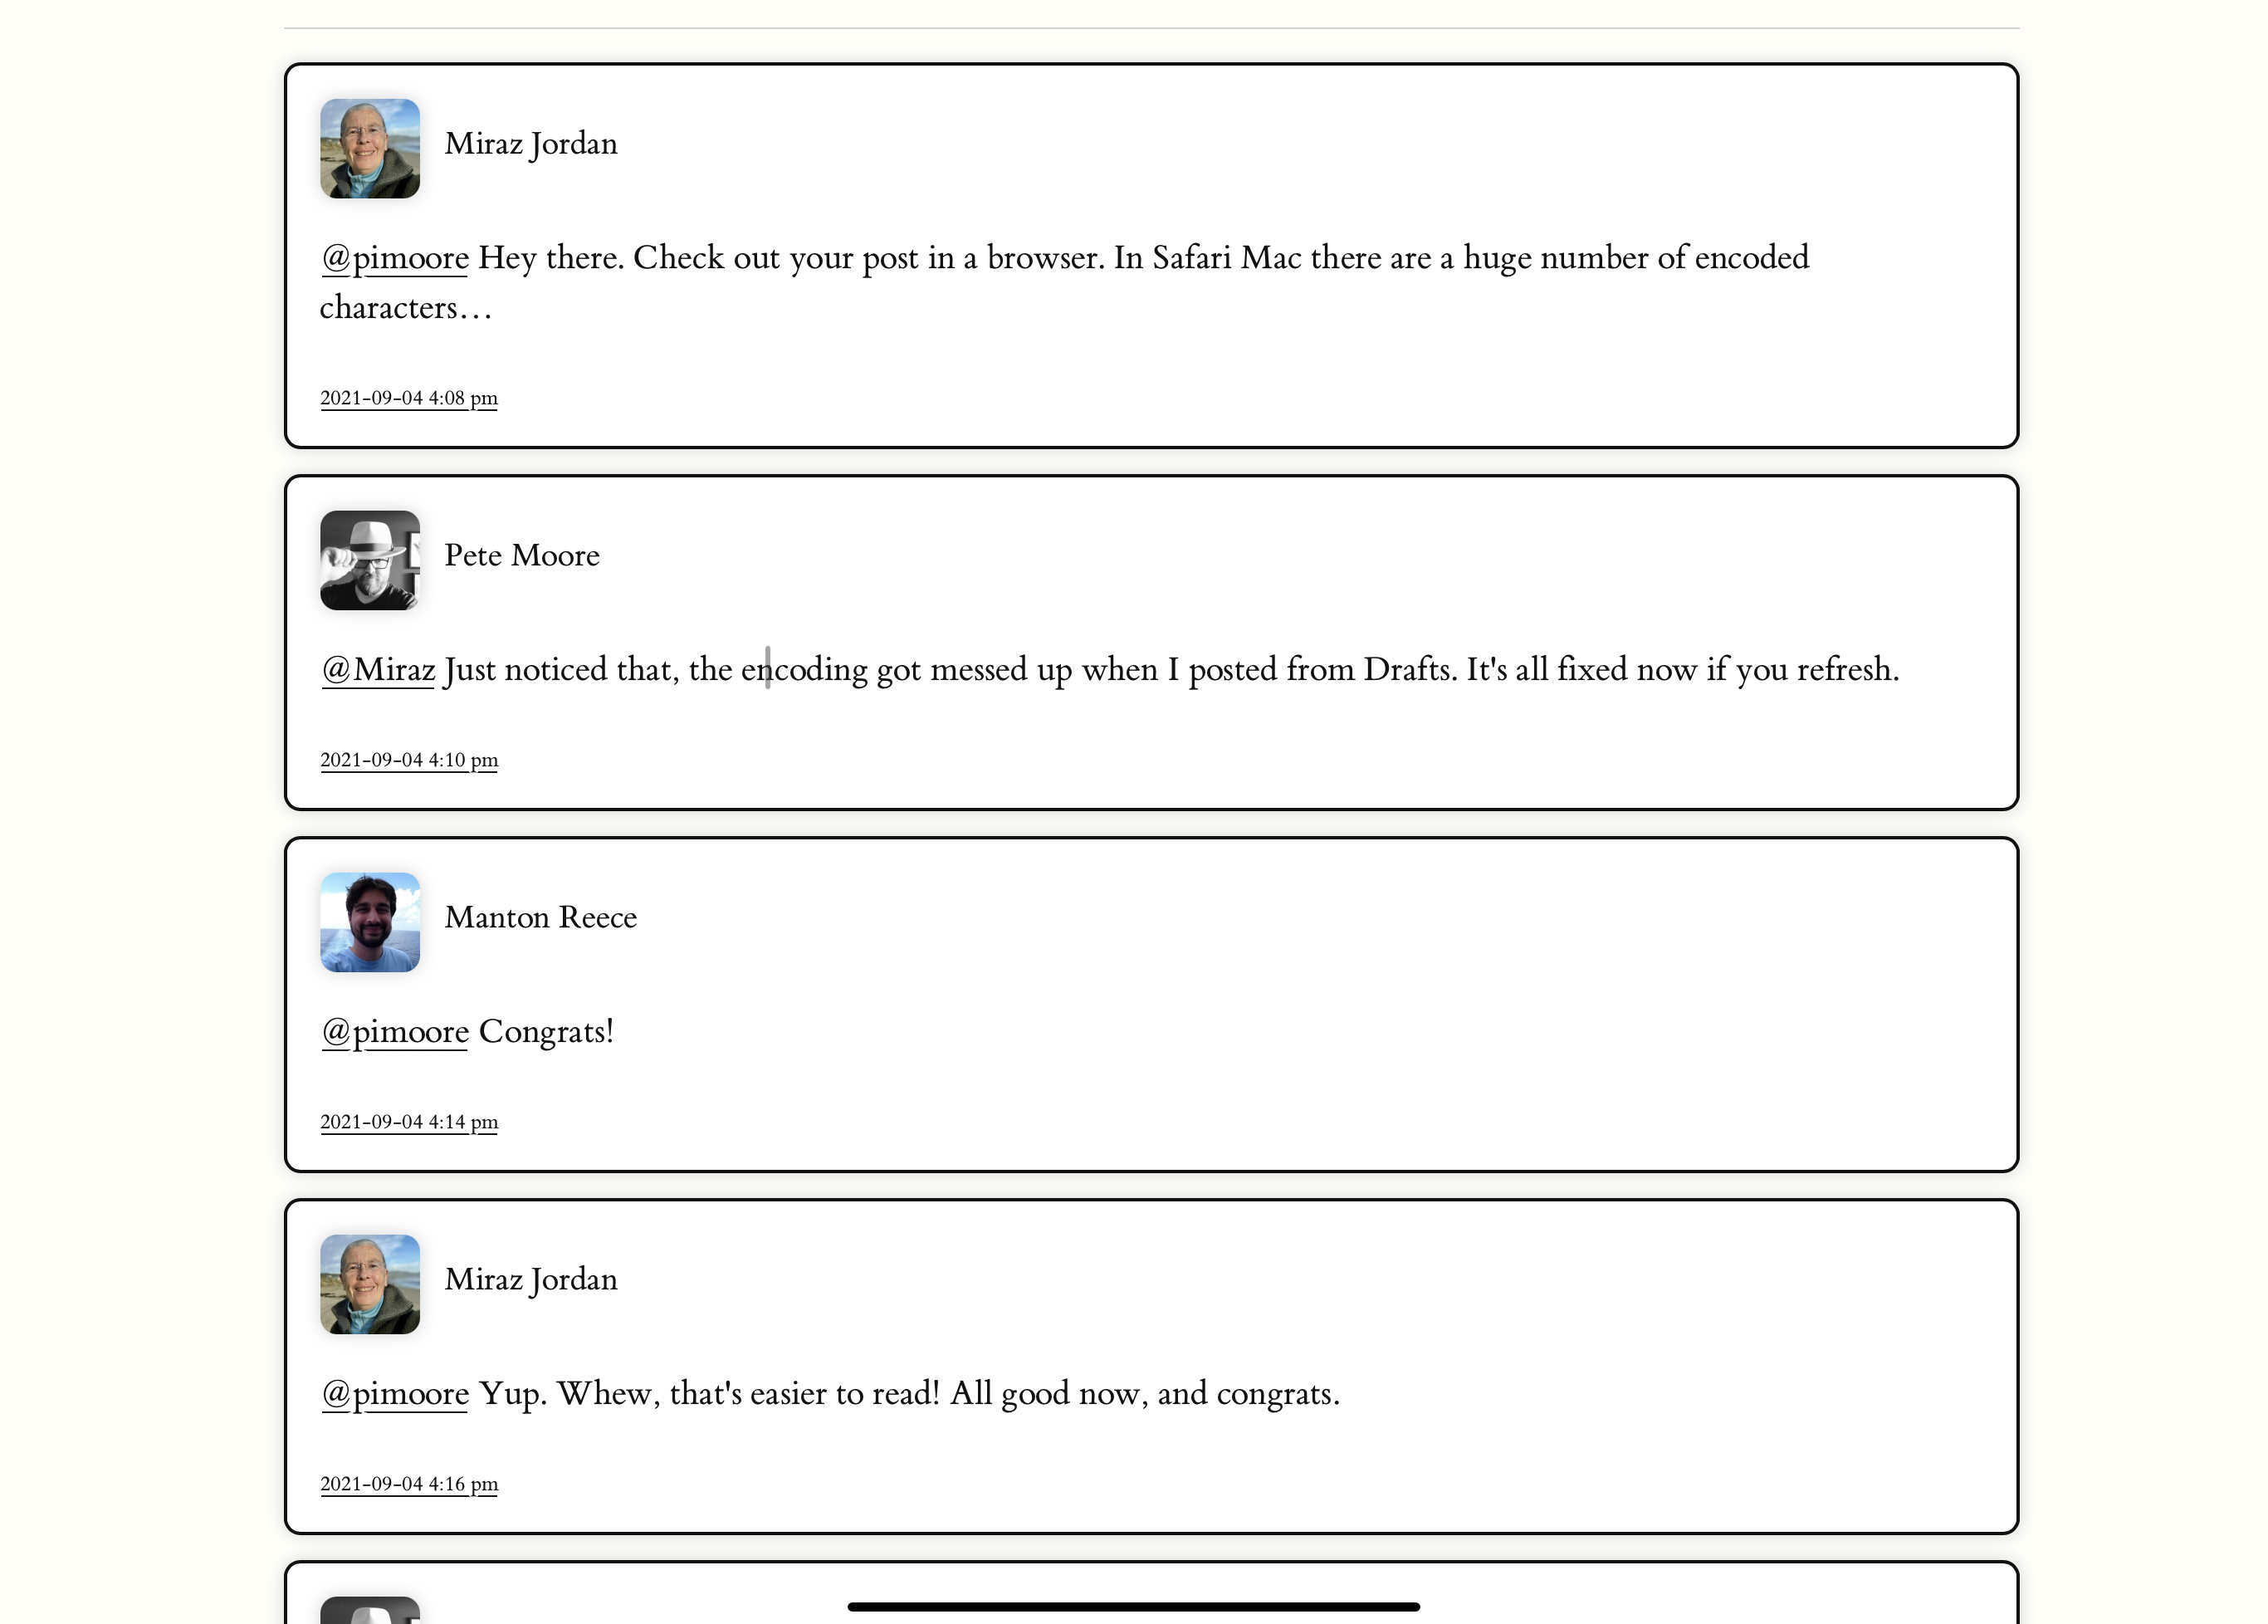 Miraz Jordan
@pimoore Hey there. Check out your post in a browser. In Safari Mac there are a huge number of encoded
characters…
2021-09-04 4:08 pm
Pete Moore
@Miraz Just noticed that, the encoding got messed up when I posted from Drafts. It's all fixed now if you refresh.
2021-09-04 4:10 pm
Manton Reece
@pimoore Congrats!
2021-09-04 4:14 pm
Miraz Jordan
@pimoore Yup. Whew, that's easier to read! All good now, and congrats.
2021-09-04 4:16 pm